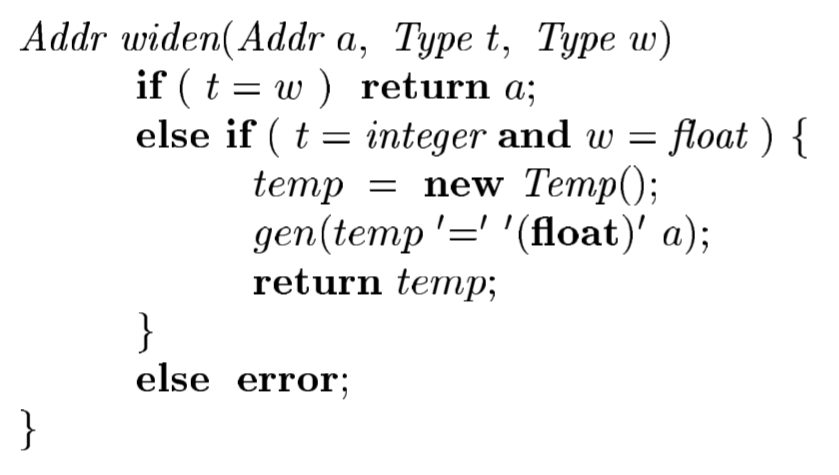 Addr widen(Addr a, Type t, Type w)
if ( t = w ) return a;
else if ( t = integer and w = float ) {
temp = new Temp();
gen(temp '=' '(float)' a);
return temp;
}
else error;
}